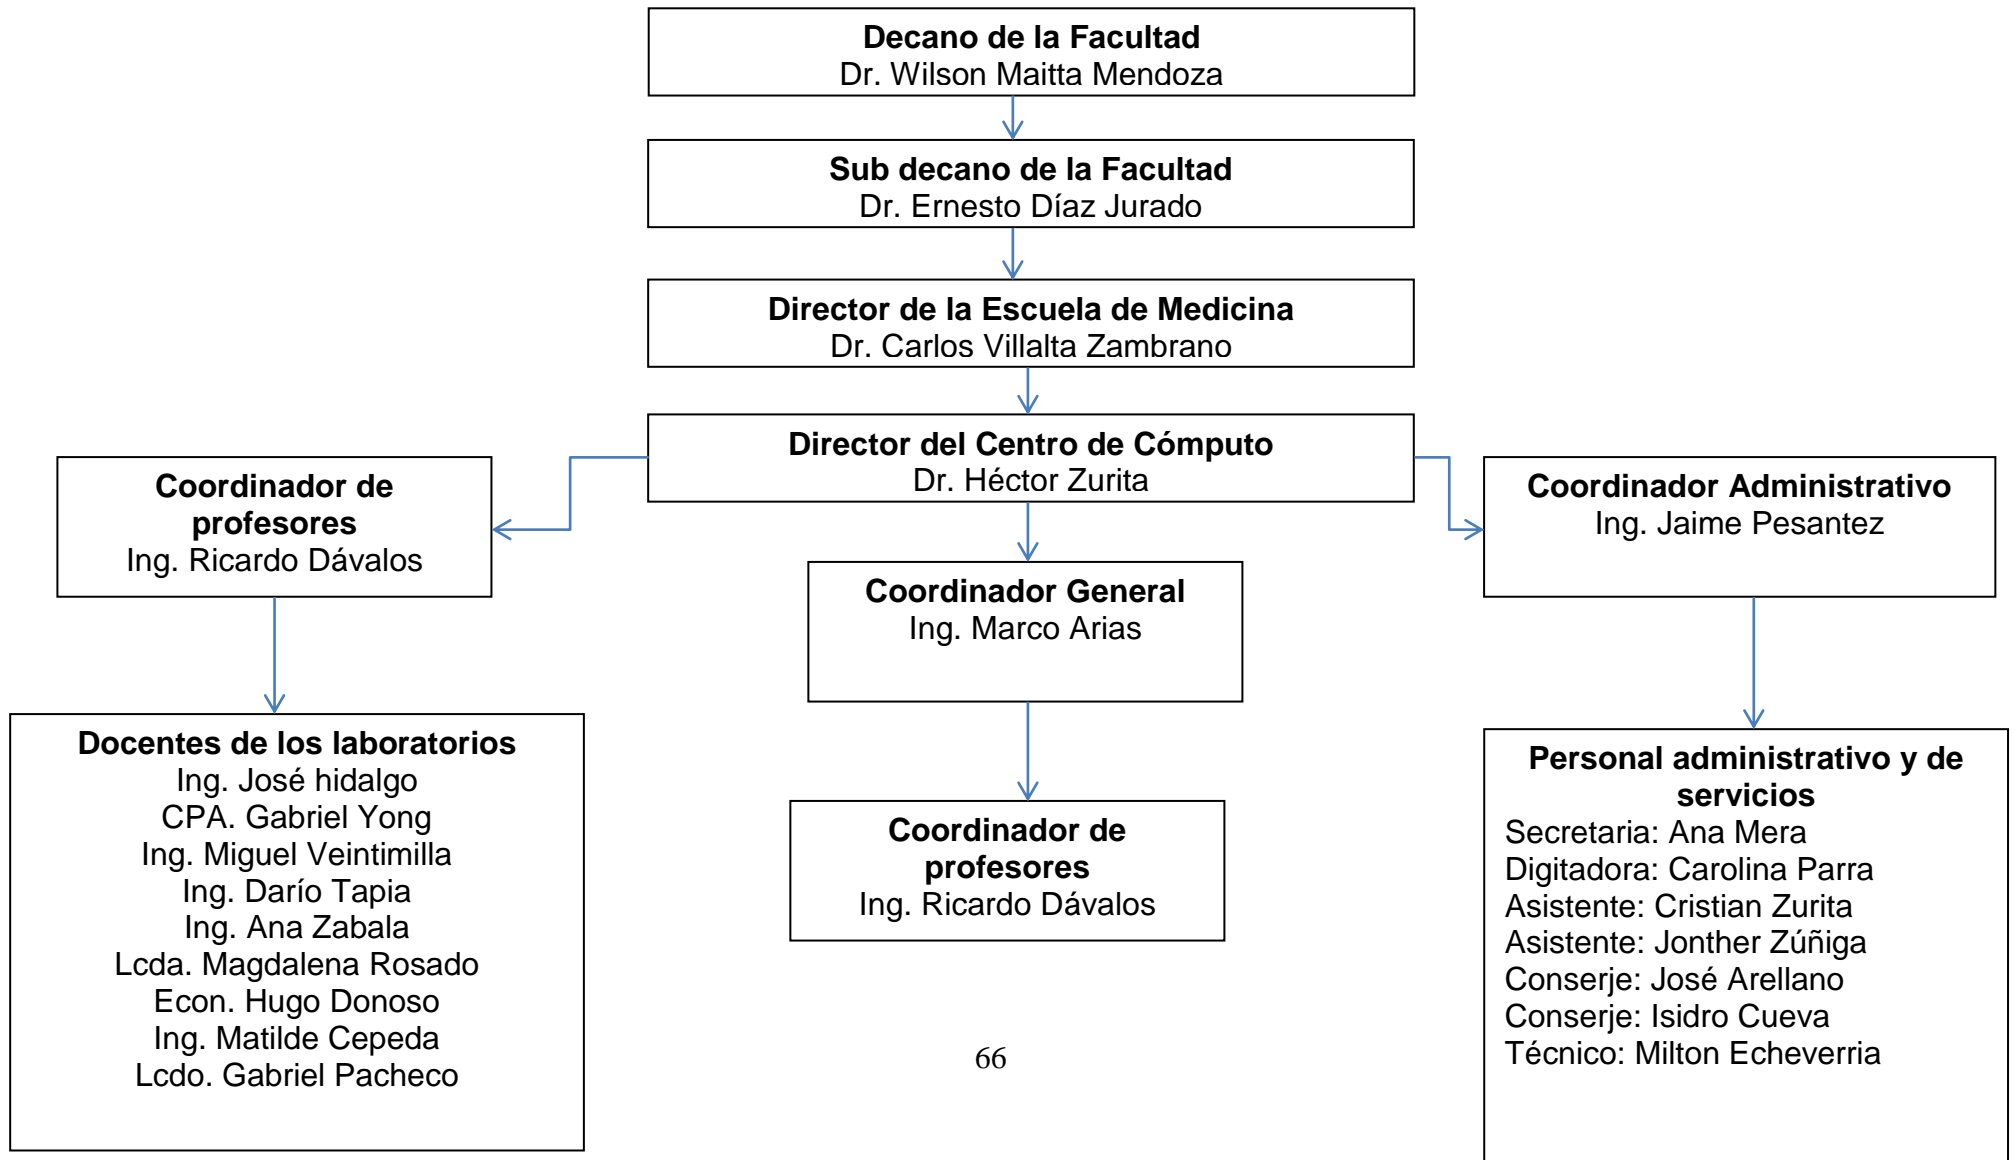 Decano de la Facultad
Dr. Wilson Maitta Mendoza
Sub decano de la Facultad
Dr. Ernesto Díaz Jurado
Director de la Escuela de Medicina
Dr. Carlos Villalta Zambrano
Director del Centro de Cómputo
Dr. Héctor Zurita
Coordinador de
profesores
Ing. Ricardo Dávalos
Coordinador General
Ing. Marco Arias
Coordinador Administrativo
Ing. Jaime Pesantez
Docentes de los laboratorios
Ing. José hidalgo
CPA. Gabriel Yong
Ing. Miguel Veintimilla
Ing. Darío Tapia
Ing. Ana Zabala
Lcda. Magdalena Rosado
Econ. Hugo Donoso
Ing. Matilde Cepeda
Lcdo. Gabriel Pacheco
Coordinador de
profesores
Ing. Ricardo Dávalos
Personal administrativo y de
servicios
Secretaria: Ana Mera
Digitadora: Carolina Parra
Asistente: Cristian Zurita
Asistente: Jonther Zúñiga
Conserje: José Arellano
Conserje: Isidro Cueva
Técnico: Milton Echeverria
66